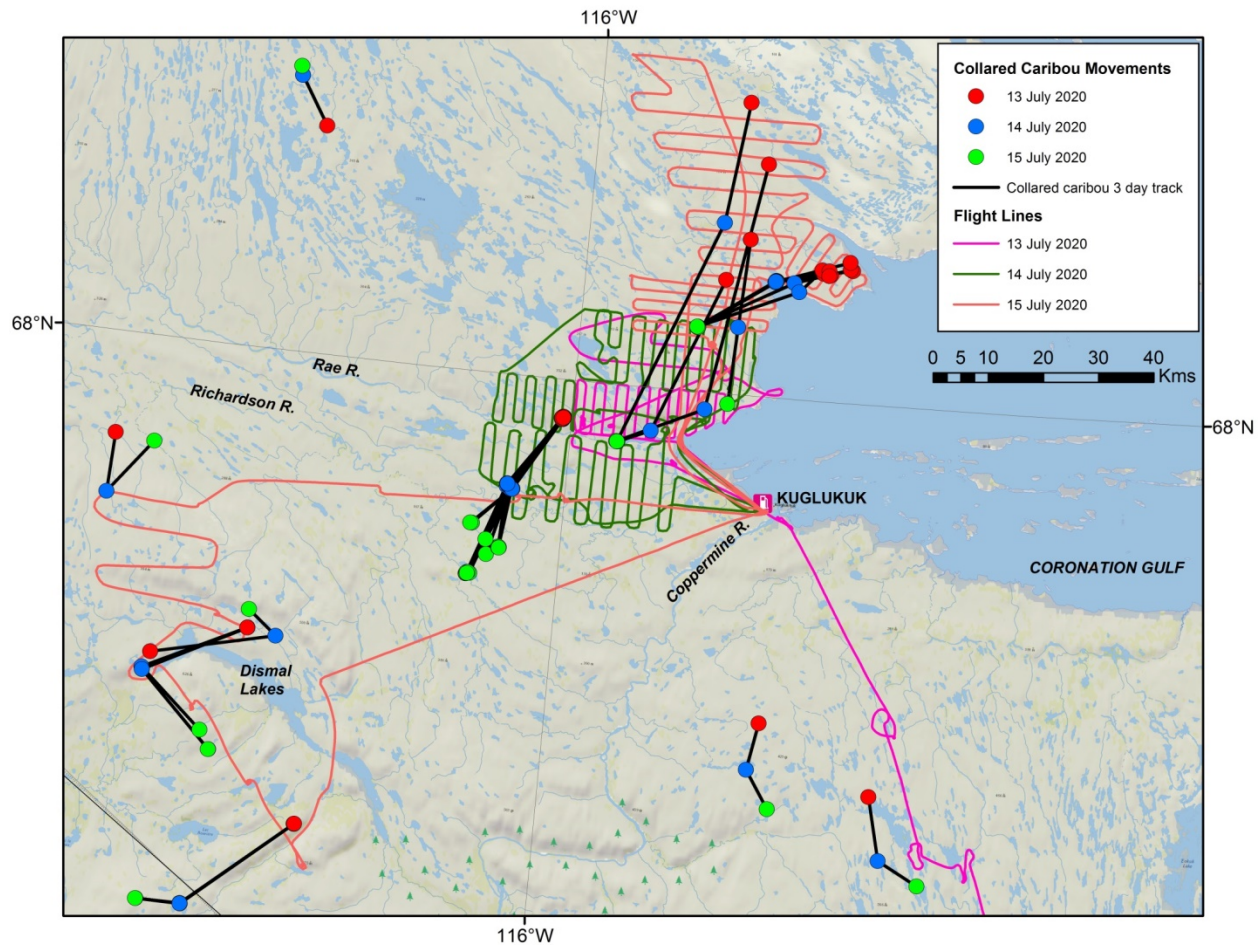 116°W
Collared Caribou Movements
13 July 2020
14 July 2020
15 July 2020
Collared caribou 3 day track
Flight Lines
13 July 2020
14 July 2020
15 July 2020
68°N
0 5 10 20 30 40
Kms
Rae R.
Richardson R.
68°N
KUGLUKUK
Coppermine R.
CORONATION GULF
Dismal
Lakes
116°W